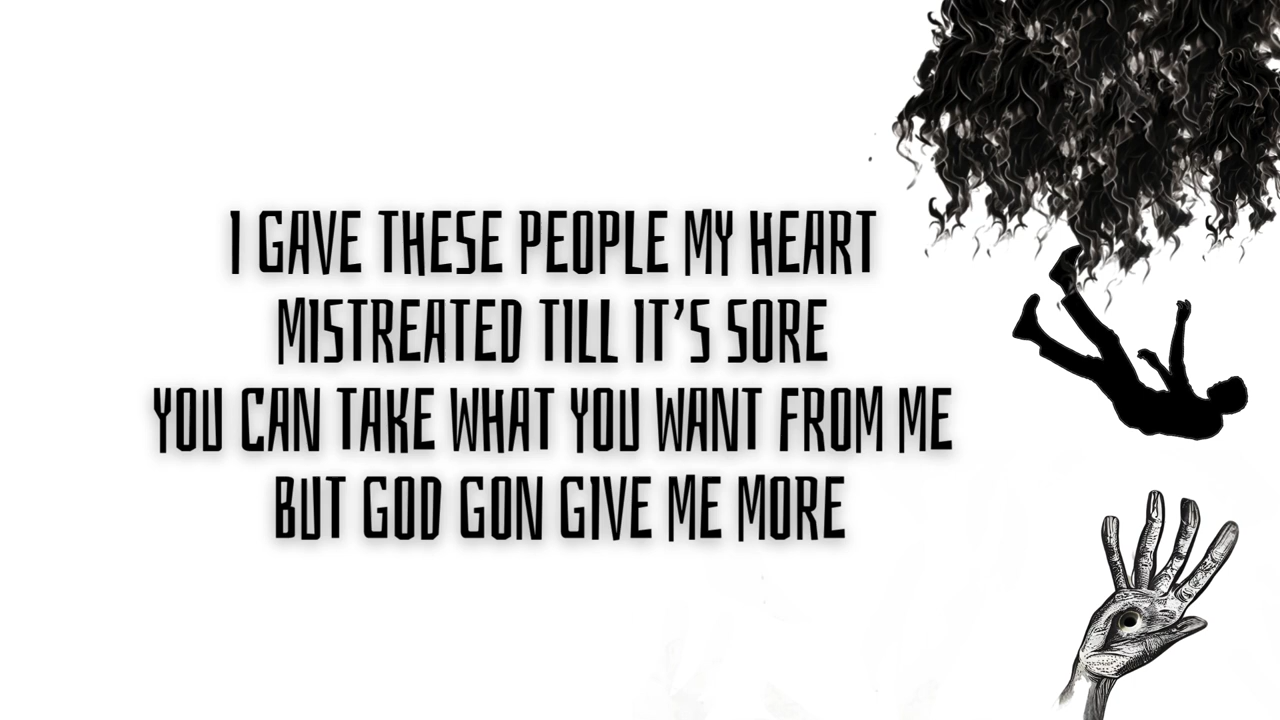 I GAVE THESE PEOPLE MY HEART
MISTREATED TILL IT'S SORE
YOU CAN TAKE WHAT YOU WANT FROM ME
BUT GOD GON GIVE ME MORE